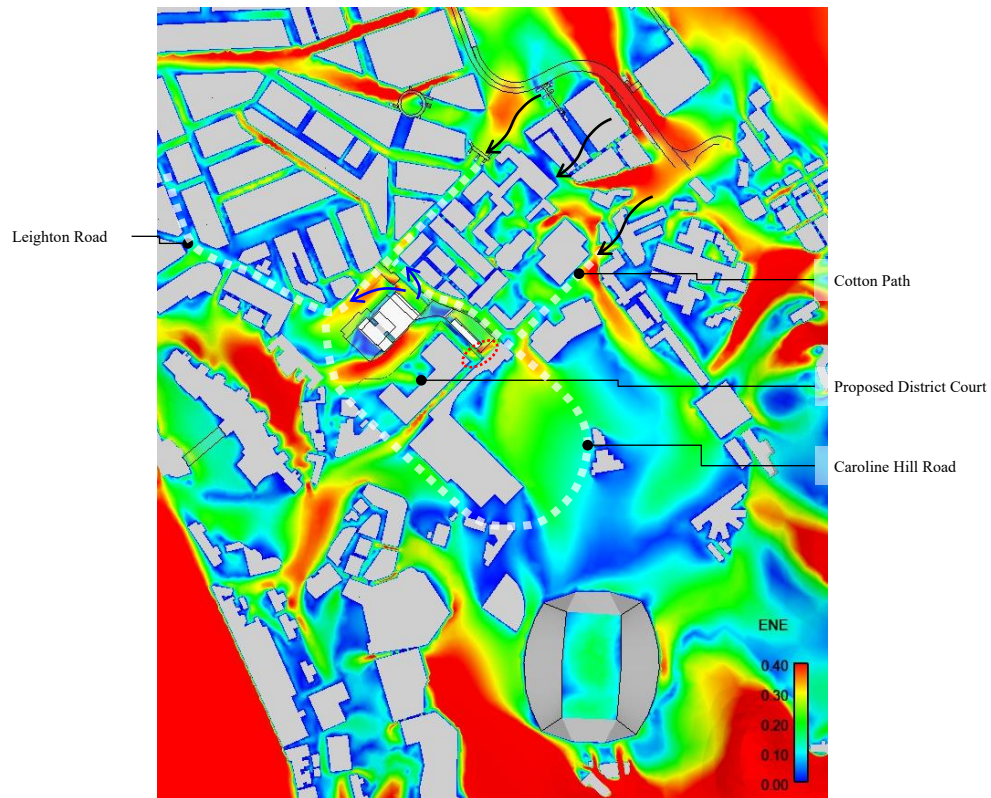 Leighton Road
Cotton Path
Proposed District Court
Caroline Hill Road
ENE
0.40
0.30
0.20
0.10
0.00